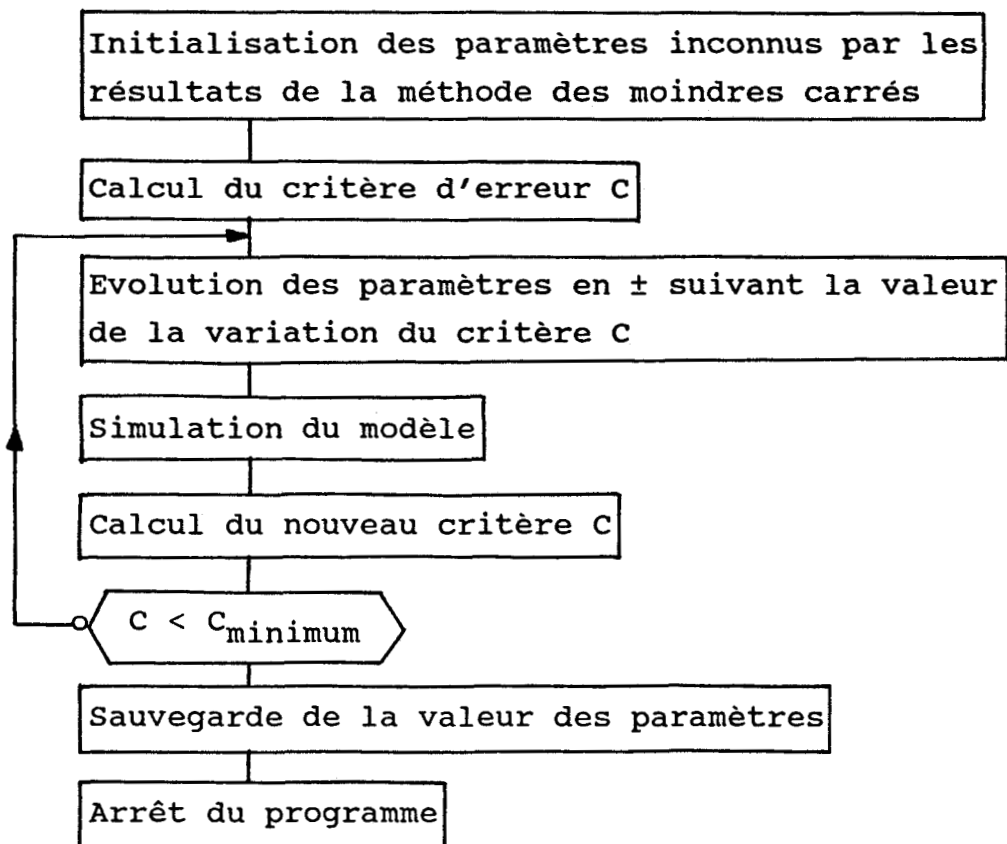 Initialisation des paramètres inconnus par les
résultats de la méthode des moindres carrés
Calcul du critère d'erreur C
Evolution des paramètres en ± suivant la valeur
de la variation du critère C
Simulation du modèle
Calcul du nouveau critère C
C < Cminimum
Sauvegarde de la valeur des paramètres
Arrêt du programme